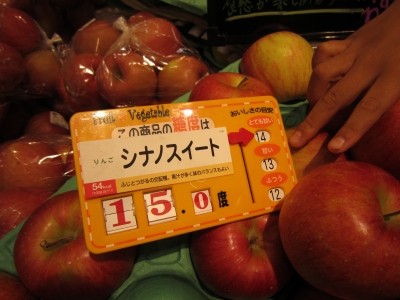 Fruit Vegetable
この商品の糖度は
りんご シナノスイート
54kcal
ふじとつがるの交配種。果汁が多く味のバランスもよい
15.0度
おいしさの目安
とても甘い
14
甘い
13
ふつう
12